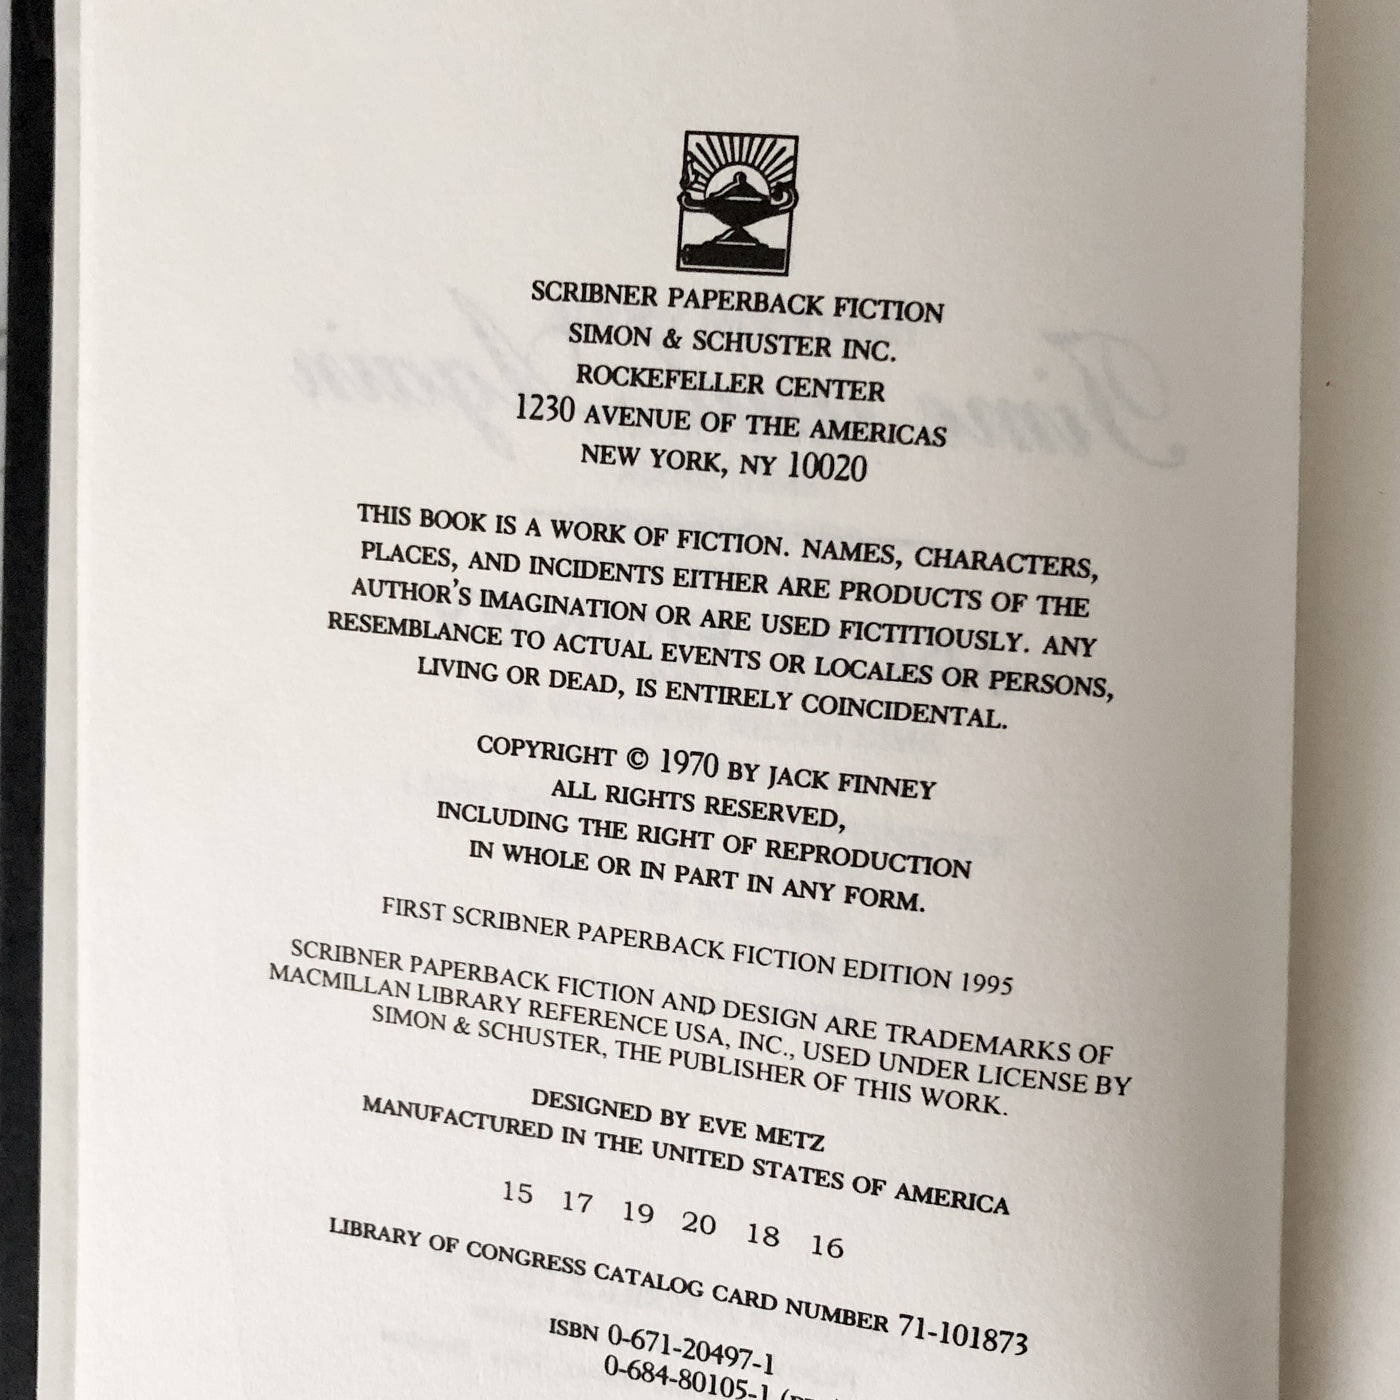 SCRIBNER PAPERBACK FICTION
SIMON & SCHUSTER INC.
ROCKEFELLER CENTER
1230 AVENUE OF THE AMERICAS
NEW YORK, NY 10020
THIS BOOK IS A WORK OF FICTION. NAMES, CHARACTERS,
PLACES, AND INCIDENTS EITHER ARE PRODUCTS OF THE
AUTHOR'S IMAGINATION OR ARE USED FICTITIOUSLY. ANY
RESEMBLANCE TO ACTUAL EVENTS OR LOCALES OR PERSONS,
LIVING OR DEAD, IS ENTIRELY COINCIDENTAL.
COPYRIGHT © 1970 BY JACK FINNEY
ALL RIGHTS RESERVED,
INCLUDING THE RIGHT OF REPRODUCTION
IN WHOLE OR IN PART IN ANY FORM.
FIRST SCRIBNER PAPERBACK FICTION EDITION 1995
SCRIBNER PAPERBACK FICTION AND DESIGN ARE TRADEMARKS OF
MACMILLAN LIBRARY REFERENCE USA, INC., USED UNDER LICENSE BY
SIMON & SCHUSTER, THE PUBLISHER OF THIS WORK.
DESIGNED BY EVE METZ
MANUFACTURED IN THE UNITED STATES OF AMERICA
15 17 19 20 18 16
LIBRARY OF CONGRESS CATALOG CARD NUMBER 71-101873
ISBN 0-671-20497-1
0-684-80105-1